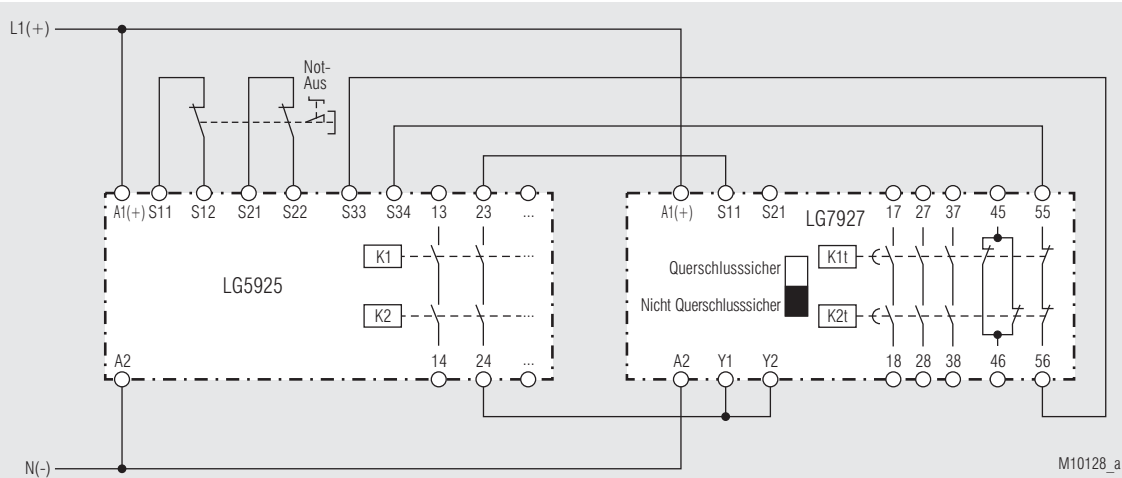 L1(+)
Not-
Aus
A1(+) S11 S12 S21 S22 S33 S34 13 23 ...
A1(+) S11 S21 17 27 37 45 55
LG7927
K1 ...
K1t
Querschlusssicher
LG5925
Nicht Querschlusssicher
K2 ...
K2t
A2 14 24 ...
A2 Y1 Y2 18 28 38 46 56
N(-)
M10128_a